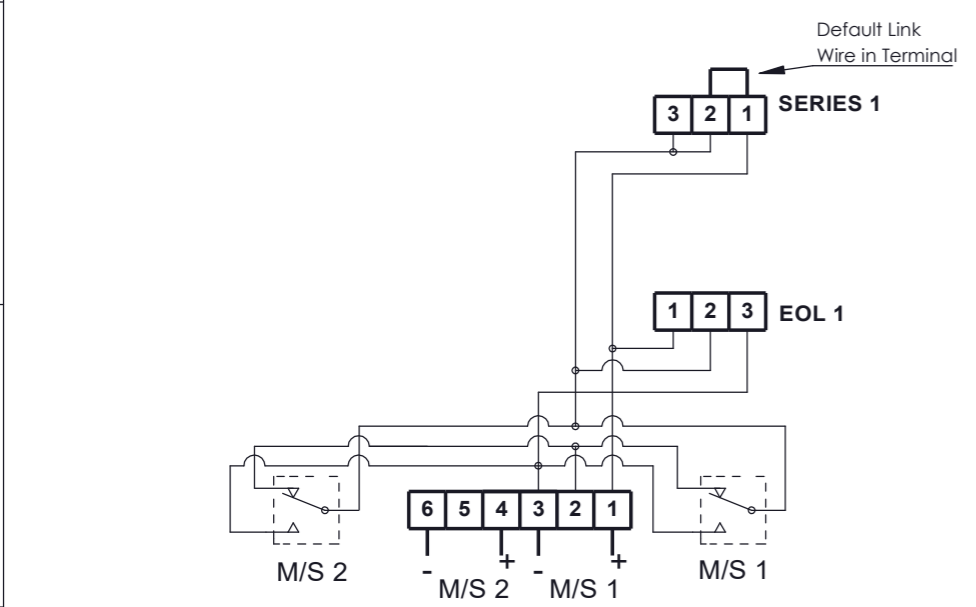 Default Link
Wire in Terminal
3 2 1 SERIES 1
1 2 3 EOL 1
6 5 4 3 2 1
- + - +
M/S 2 M/S 2 M/S 1 M/S 1